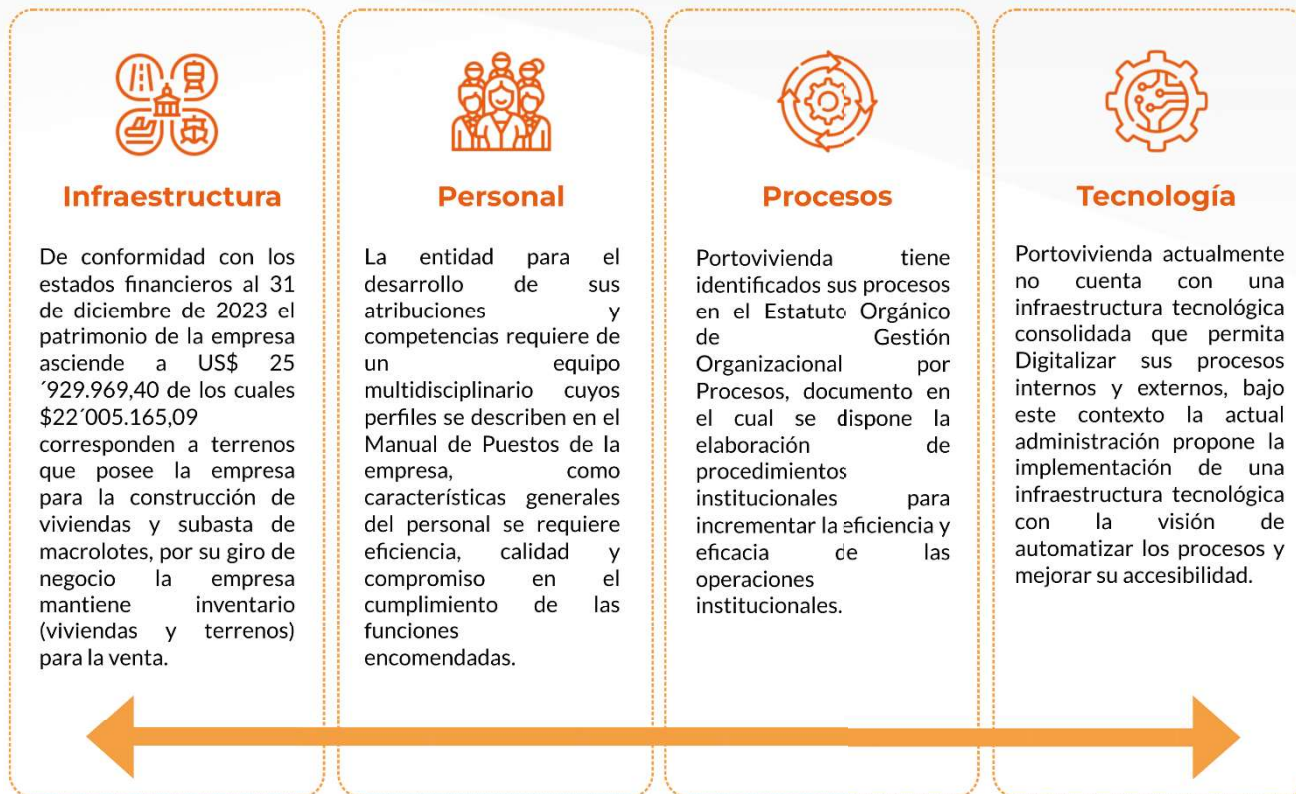 Infraestructura
De conformidad con los
estados financieros al 31
de diciembre de 2023 el
patrimonio de la empresa
asciende a US$ 25
´929.969,40 de los cuales
$22´005.165,09
corresponden a terrenos
que posee la empresa
para la construcción de
viviendas y subasta de
macrolotes, por su giro de
negocio la empresa
mantiene inventario
(viviendas y terrenos)
para la venta.
Personal
La entidad para el
desarrollo de sus
atribuciones y
competencias requiere de
un equipo
multidisciplinario cuyos
perfiles se describen en el
Manual de Puestos de la
empresa, como
características generales
del personal se requiere
eficiencia, calidad y
compromiso en el
cumplimiento de las
funciones
encomendadas.
Procesos
Portovivienda tiene
identificados sus procesos
en el Estatuto Orgánico
de Gestión
Organizacional por
Procesos, documento en
el cual se dispone la
elaboración de
procedimientos
institucionales para
incrementar la eficiencia y
eficacia de las
operaciones
institucionales.
Tecnología
Portovivienda actualmente
no cuenta con una
infraestructura tecnológica
consolidada que permita
Digitalizar sus procesos
internos y externos, bajo
este contexto la actual
administración propone la
implementación de una
infraestructura tecnológica
con la visión de
automatizar los procesos y
mejorar su accesibilidad.